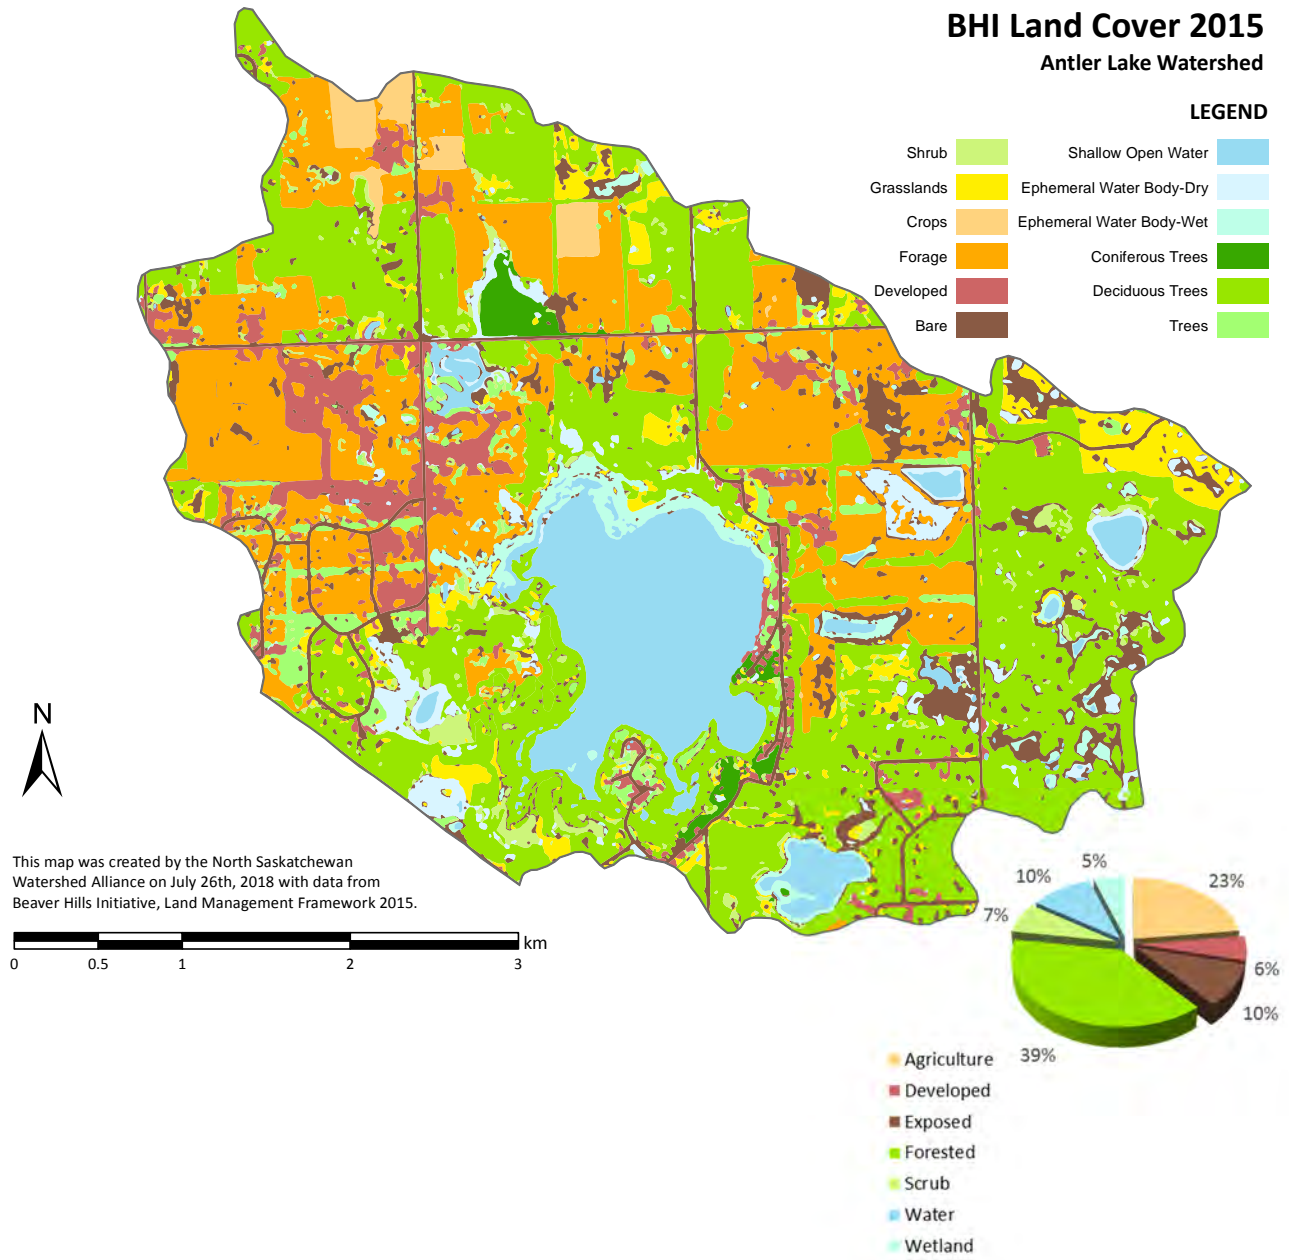 BHI Land Cover 2015
Antler Lake Watershed
LEGEND
Shrub
Grasslands
Crops
Forage
Developed
Bare
Shallow Open Water
Ephemeral Water Body-Dry
Ephemeral Water Body-Wet
Coniferous Trees
Deciduous Trees
Trees
N
This map was created by the North Saskatchewan
Watershed Alliance on July 26th, 2018 with data from
Beaver Hills Initiative, Land Management Framework 2015.
km
0 0.5 1 2 3
5%
10%
23%
7%
6%
10%
39%
Agriculture
Developed
Exposed
Forested
Scrub
Water
Wetland